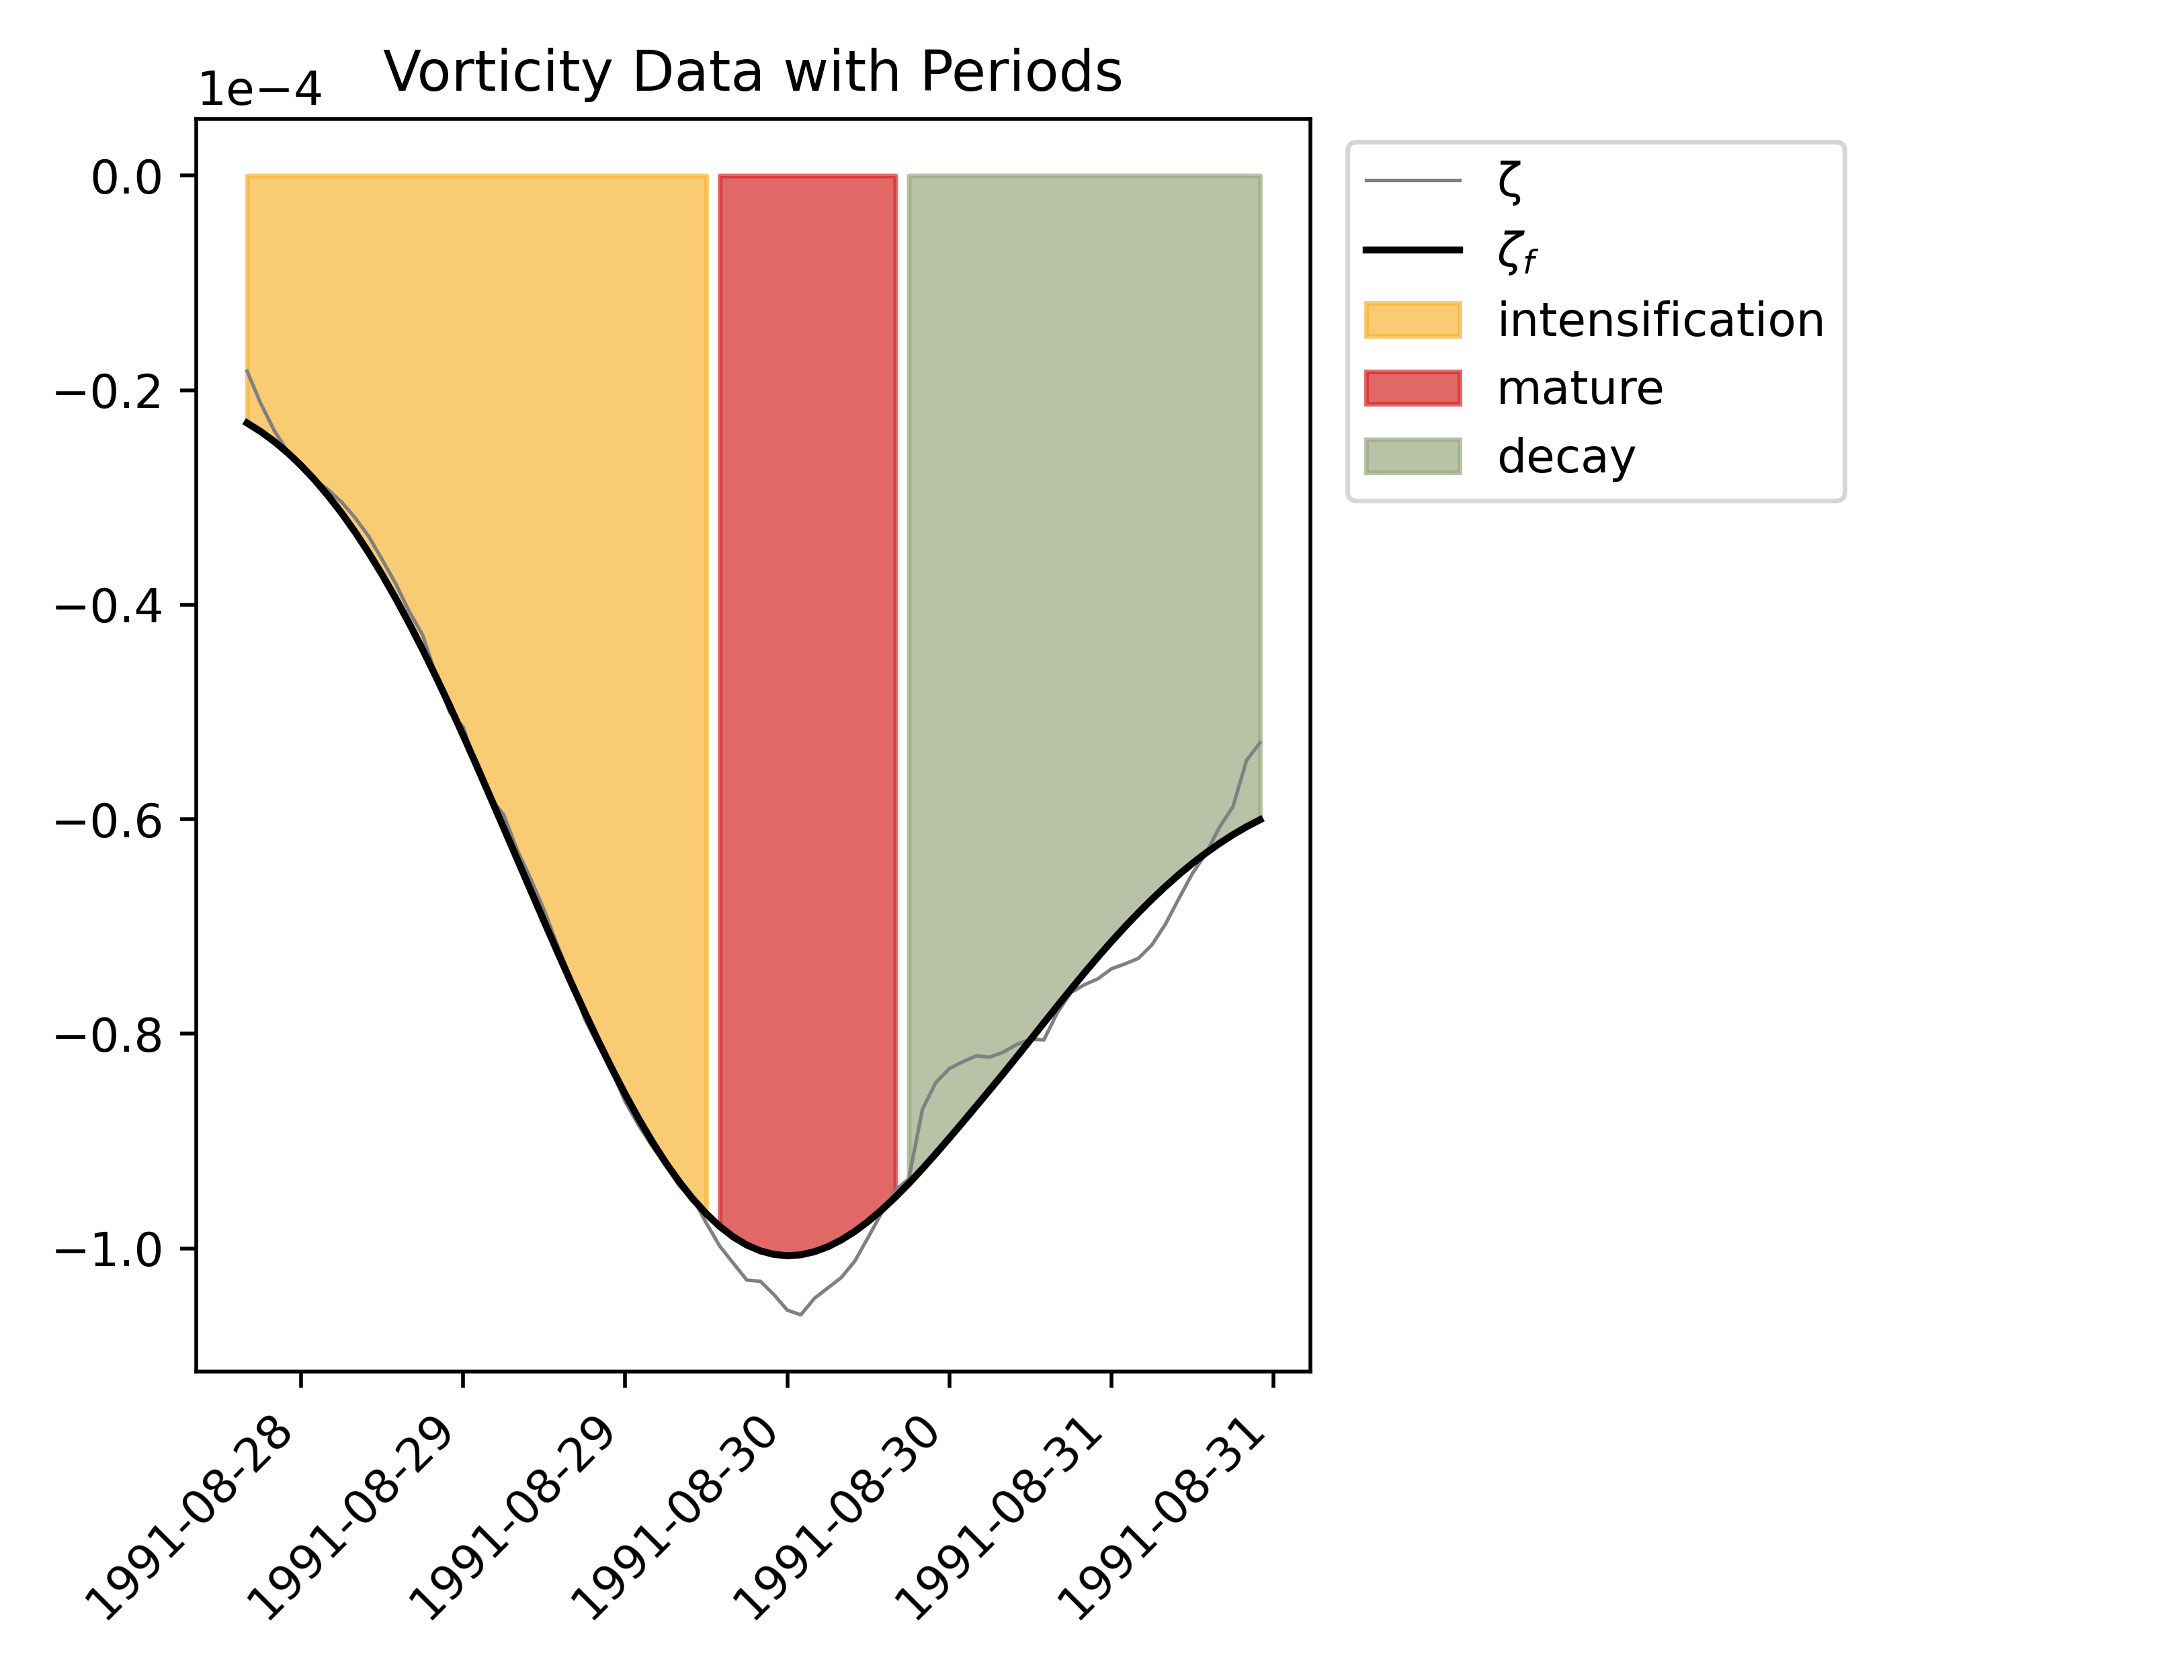 Vorticity Data with Periods
1e−4
0.0
−0.2
−0.4
−0.6
−0.8
−1.0
1991-08-28
1991-08-29
1991-08-29
1991-08-30
1991-08-30
1991-08-31
1991-08-31
ζ
ζf
intensification
mature
decay